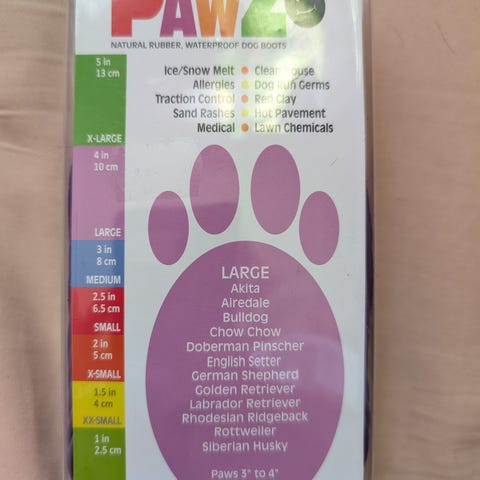 PAWZ
NATURAL RUBBER, WATERPROOF DOG BOOTS
5 in
13 cm
X-LARGE
4 in
10 cm
LARGE
3 in
8 cm
MEDIUM
2.5 in
6.5 cm
SMALL
2 in
5 cm
X-SMALL
1.5 in
4 cm
XX-SMALL
1 in
2.5 cm
Ice/Snow Melt • Clean House
Allergies • Dog Run Germs
Traction Control • Red Clay
Sand Rashes • Hot Pavement
Medical • Lawn Chemicals
LARGE
Akita
Airedale
Bulldog
Chow Chow
Doberman Pinscher
English Setter
German Shepherd
Golden Retriever
Labrador Retriever
Rhodesian Ridgeback
Rottweiler
Siberian Husky
Paws 3" to 4"